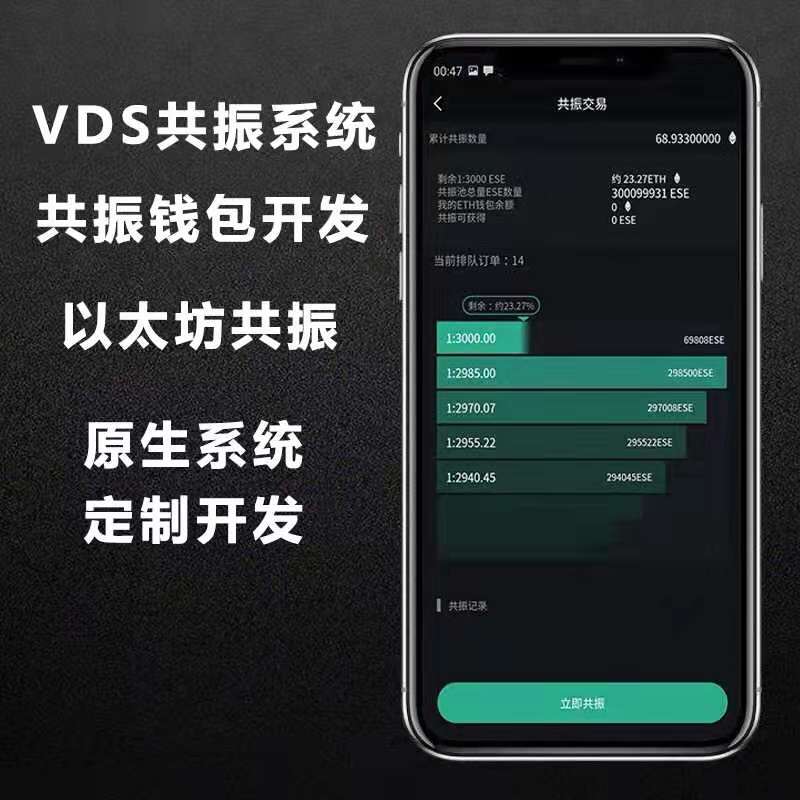 VDS共振系统
共振钱包开发
以太坊共振
原生系统
定制开发
00:47
共振交易
累计共振数量 68.93300000
剩余1:3000 ESE 约 23.27ETH
共振池总量ESE数量 300099931 ESE
我的ETH钱包余额 0
共振可获得 0 ESE
当前排队订单：14
剩余：约23.27%
1:3000.00 69808ESE
1:2985.00 298500ESE
1:2970.07 297008ESE
1:2955.22 295522ESE
1:2940.45 294045ESE
共振记录
立即共振